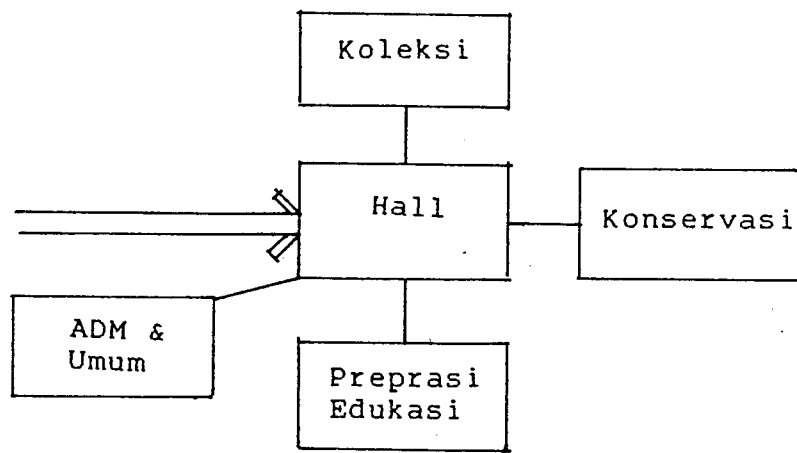 Koleksi
Hall
Konservasi
ADM &
Umum
Preprasi
Edukasi